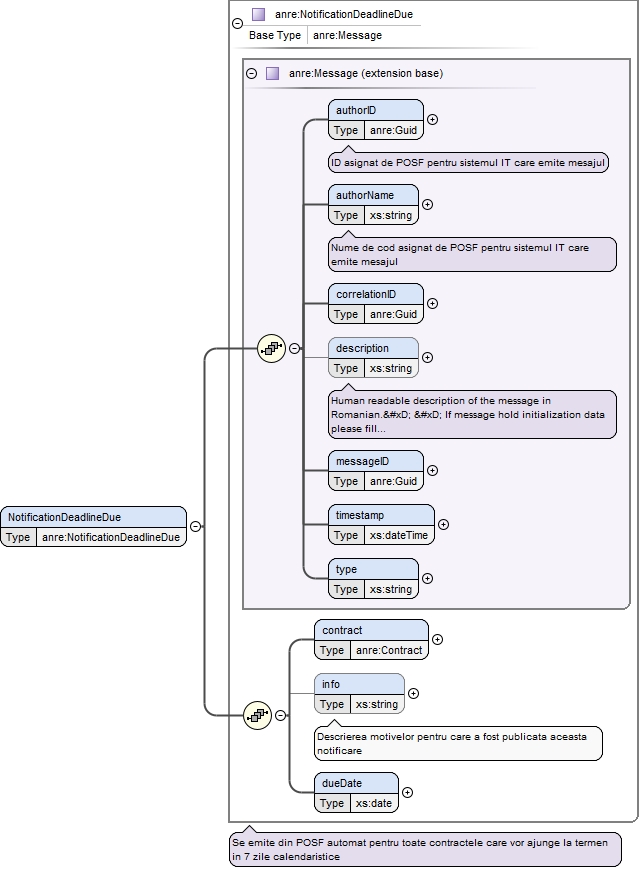 anre:NotificationDeadlineDue
Base Type anre:Message
anre:Message (extension base)
authorID
Type anre:Guid
ID asignat de POSF pentru sistemul IT care emite mesajul
authorName
Type xs:string
Nume de cod asignat de POSF pentru sistemul IT care
emite mesajul
correlationID
Type anre:Guid
description
Type xs:string
Human readable description of the message in
Romanian.&#xD; &#xD; If message hold initialization data
please fill...
messageID
Type anre:Guid
timestamp
Type xs:dateTime
type
Type xs:string
NotificationDeadlineDue
Type anre:NotificationDeadlineDue
contract
Type anre:Contract
info
Type xs:string
Descrierea motivelor pentru care a fost publicata aceasta
notificare
dueDate
Type xs:date
Se emite din POSF automat pentru toate contractele care vor ajunge la termen
in 7 zile calendaristice